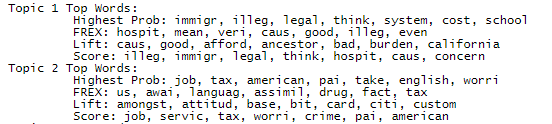 Topic 1 Top Words:
Highest Prob: immigr, illeg, legal, think, system, cost, school
FREX: hospit, mean, veri, caus, good, illeg, even
Lift: caus, good, afford, ancestor, bad, burden, california
Score: illeg, immigr, legal, think, hospit, caus, concern
Topic 2 Top Words:
Highest Prob: job, tax, american, pai, take, english, worri
FREX: us, awai, languag, assimil, drug, fact, tax
Lift: amongst, attitud, base, bit, card, citi, custom
Score: job, servic, tax, worri, crime, pai, american